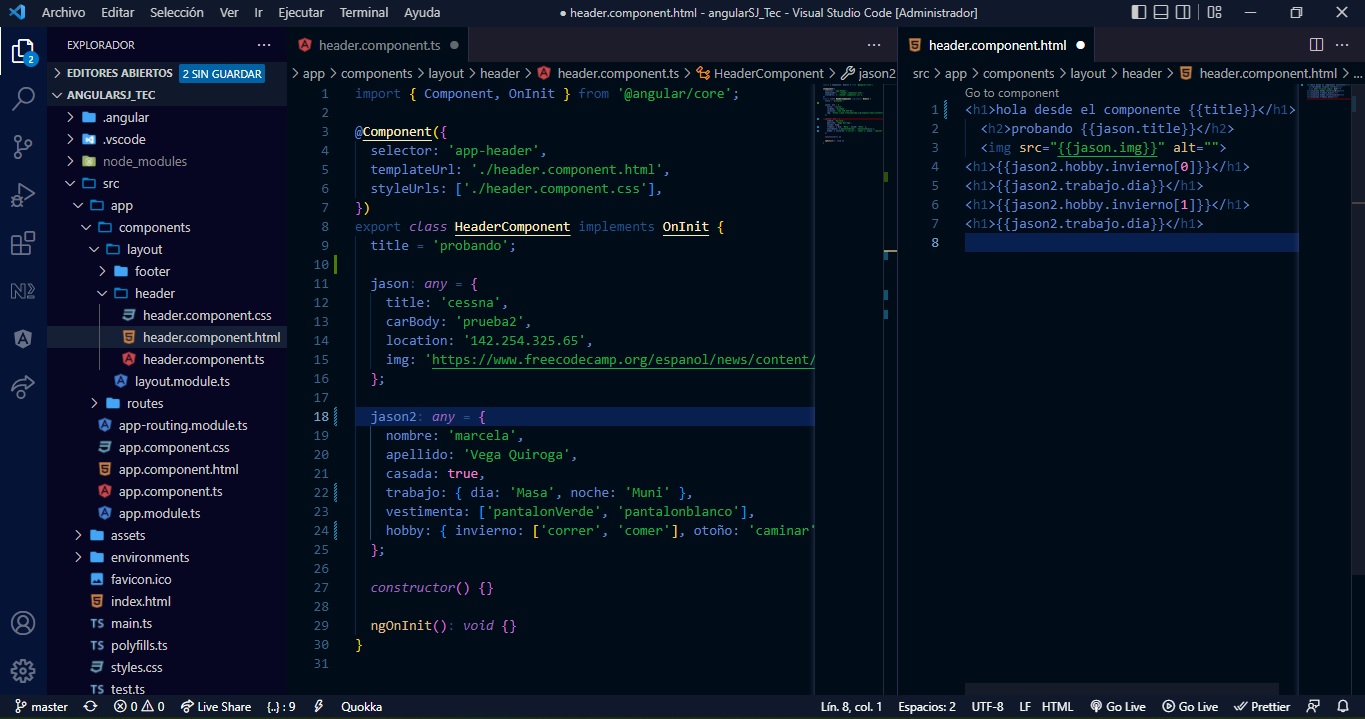 Archivo Editar Selección Ver Ir Ejecutar Terminal Ayuda
● header.component.html - angularSJ_Tec - Visual Studio Code [Administrador]
EXPLORADOR
EDITORES ABIERTOS 2 SIN GUARDAR
ANGULARSJ_TEC
.angular
.vscode
node_modules
src
app
components
layout
footer
header
header.component.css
header.component.html
header.component.ts
layout.module.ts
routes
app-routing.module.ts
app.component.css
app.component.html
app.component.ts
app.module.ts
assets
environments
favicon.ico
index.html
TS main.ts
TS polyfills.ts
styles.css
TS test.ts
2
header.component.ts ●
> app > components > layout > header > header.component.ts > HeaderComponent > jason2
1 import { Component, OnInit } from '@angular/core';
2
3 @Component({
4 selector: 'app-header',
5 templateUrl: './header.component.html',
6 styleUrls: ['./header.component.css'],
7 })
8 export class HeaderComponent implements OnInit {
9 title = 'probando';
10
11 jason: any = {
12 title: 'cessna',
13 carBody: 'prueba2',
14 location: '142.254.325.65',
15 img: 'https://www.freecodecamp.org/espanol/news/content/
16 };
17
18 jason2: any = {
19 nombre: 'marcela',
20 apellido: 'Vega Quiroga',
21 casada: true,
22 trabajo: { dia: 'Masa', noche: 'Muni' },
23 vestimenta: ['pantalonVerde', 'pantalonblanco'],
24 hobby: { invierno: ['correr', 'comer'], otoño: 'caminar'
25 };
26
27 constructor() {}
28
29 ngOnInit(): void {}
30 }
31
header.component.html ●
src > app > components > layout > header > header.component.html > ...
Go to component
1 <h1>hola desde el componente {{title}}</h1>
2 <h2>probando {{jason.title}}</h2>
3 <img src="{{jason.img}}" alt="">
4 <h1>{{jason2.hobby.invierno[0]}}</h1>
5 <h1>{{jason2.trabajo.dia}}</h1>
6 <h1>{{jason2.hobby.invierno[1]}}</h1>
7 <h1>{{jason2.trabajo.dia}}</h1>
8
master 0 0 Live Share {..} : 9 Quokka Lín. 8, col. 1 Espacios: 2 UTF-8 LF HTML Go Live Go Live Prettier